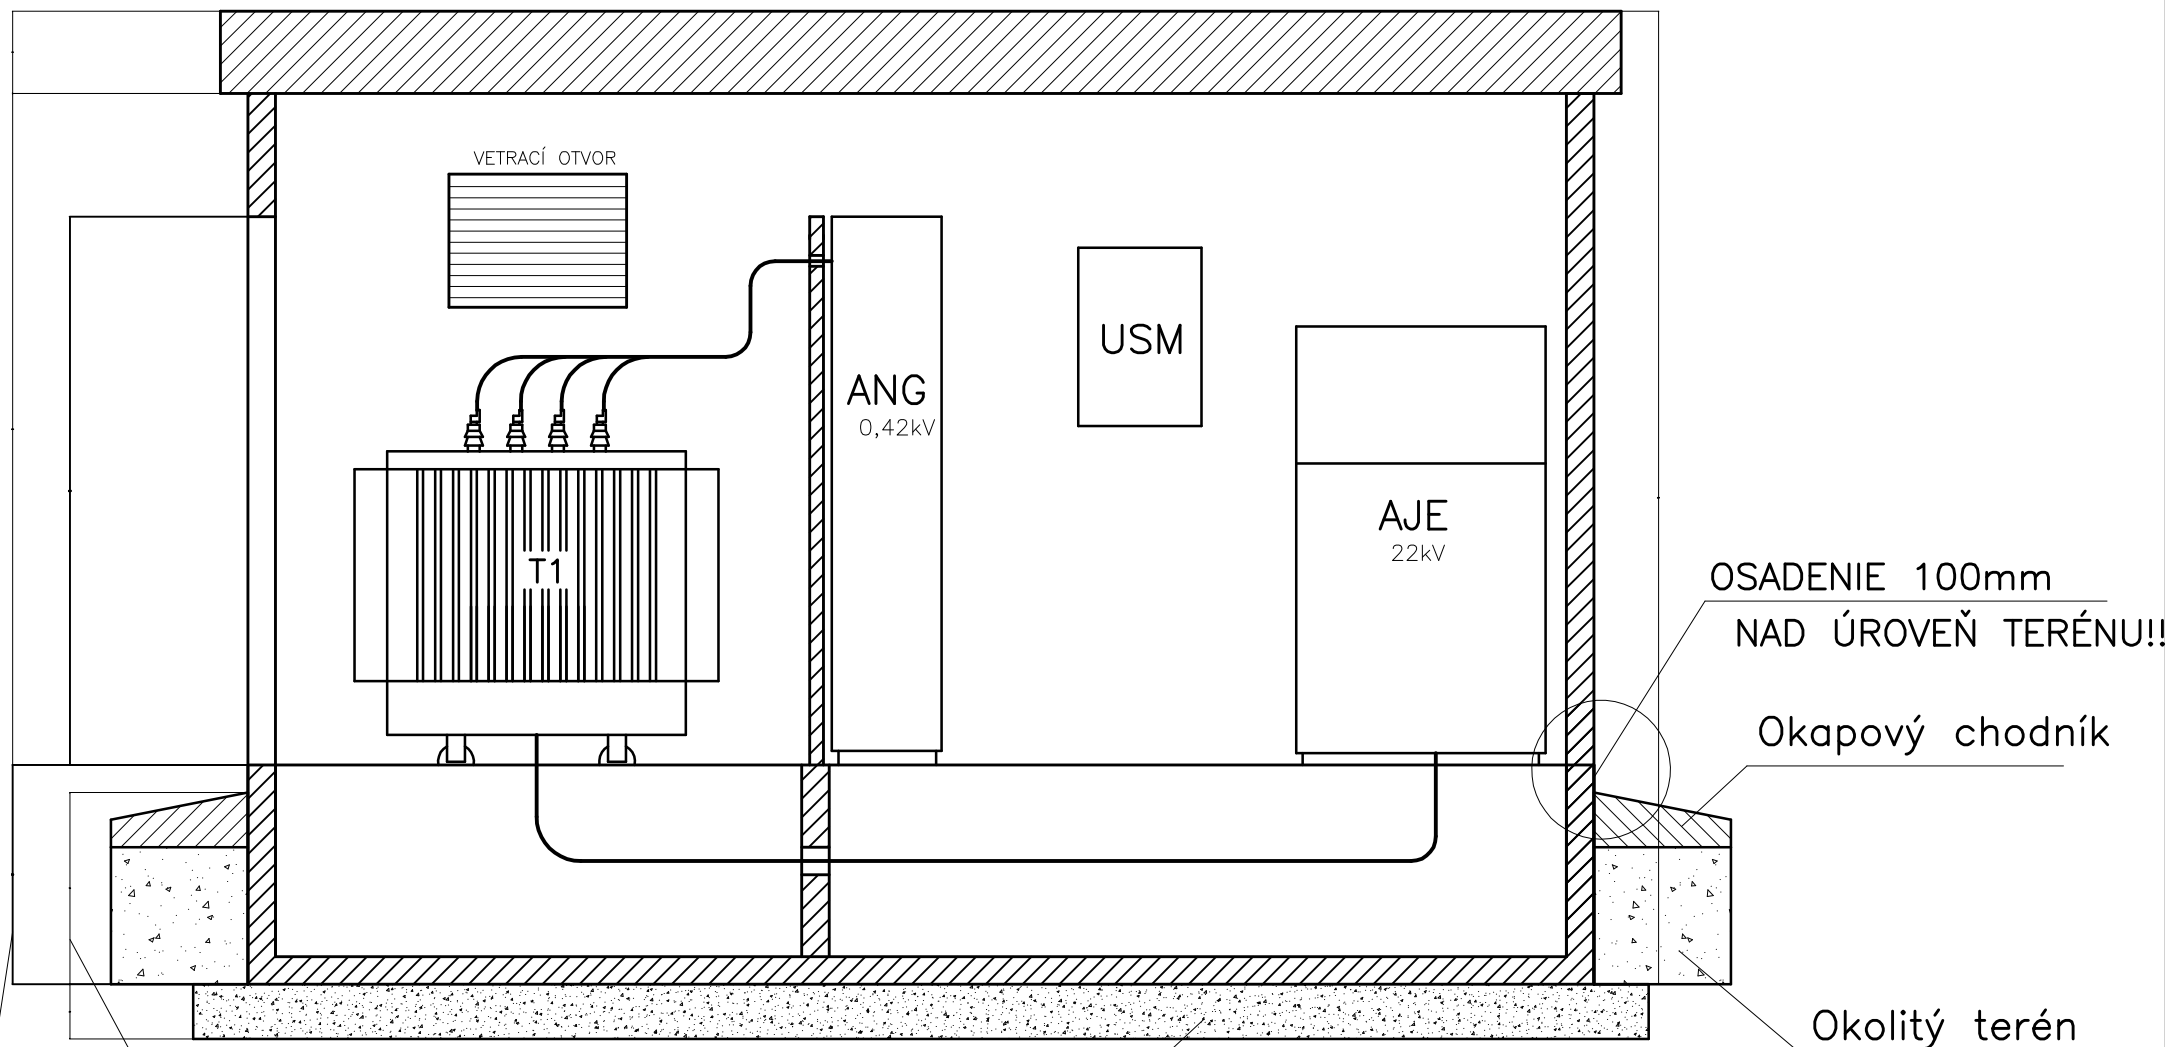 VETRACÍ OTVOR
USM
ANG
0,42kV
AJE
22kV
T1
OSADENIE 100mm
NAD ÚROVEŇ TERÉNU!!
Okapový chodník
Okolitý terén